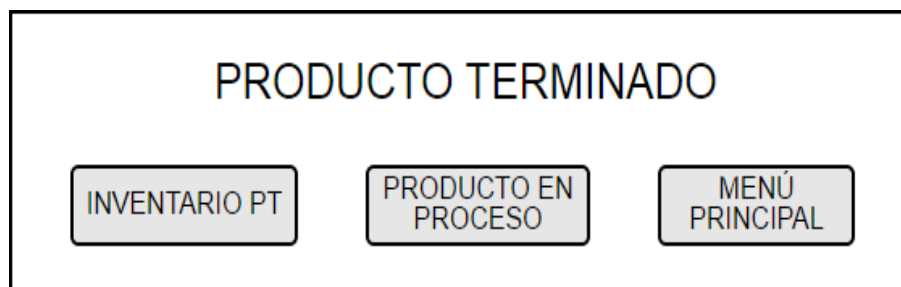 PRODUCTO TERMINADO
INVENTARIO PT
PRODUCTO EN
PROCESO
MENÚ
PRINCIPAL